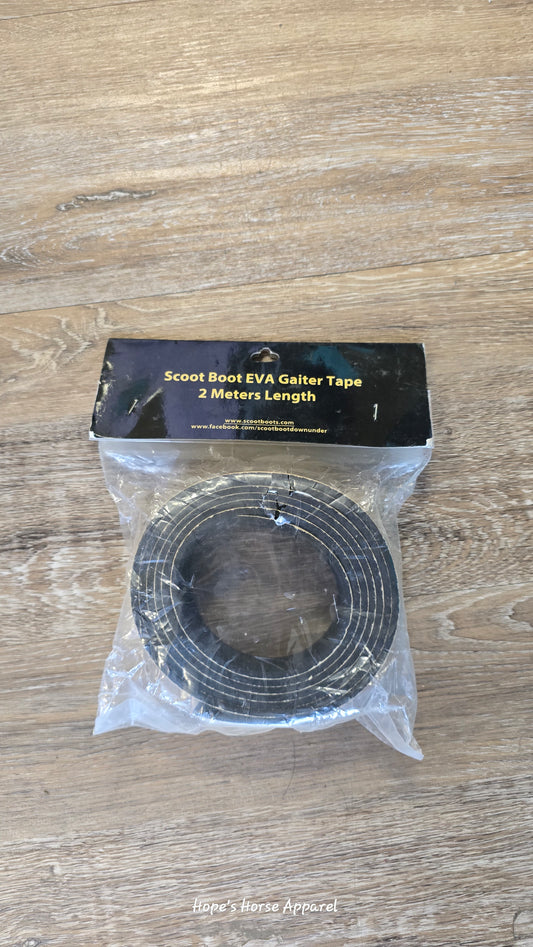 Scoot Boot EVA Gaiter Tape
2 Meters Length
www.scootboots.com
www.facebook.com/scootbootdownunder
Hope's Horse Apparel